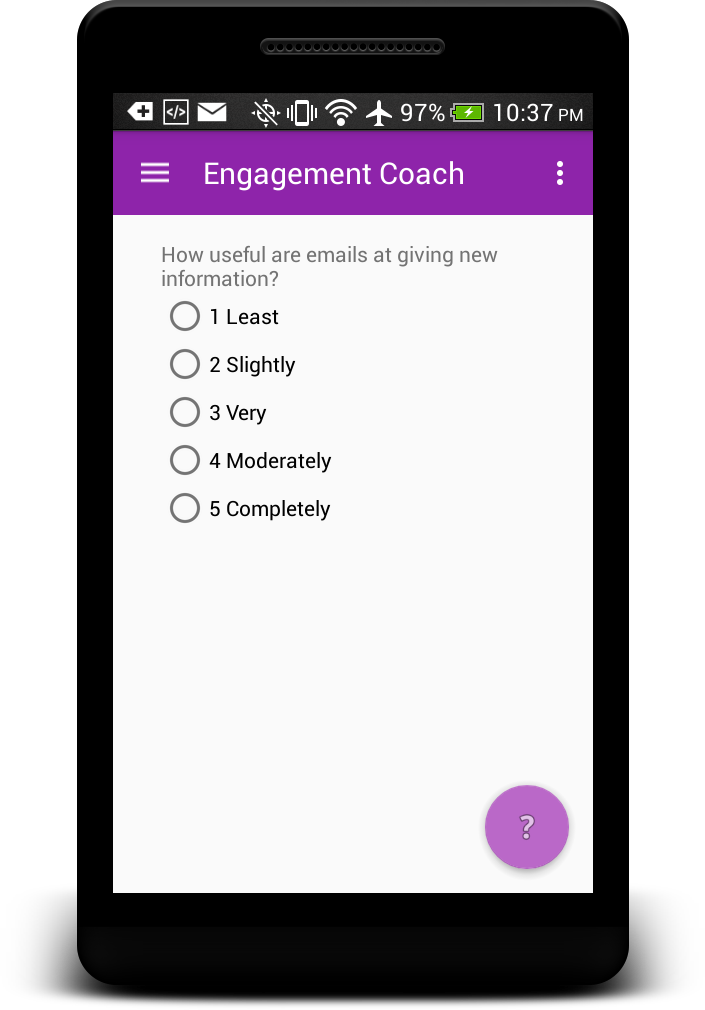 97% 10:37 PM
Engagement Coach
How useful are emails at giving new
information?
1 Least
2 Slightly
3 Very
4 Moderately
5 Completely
?